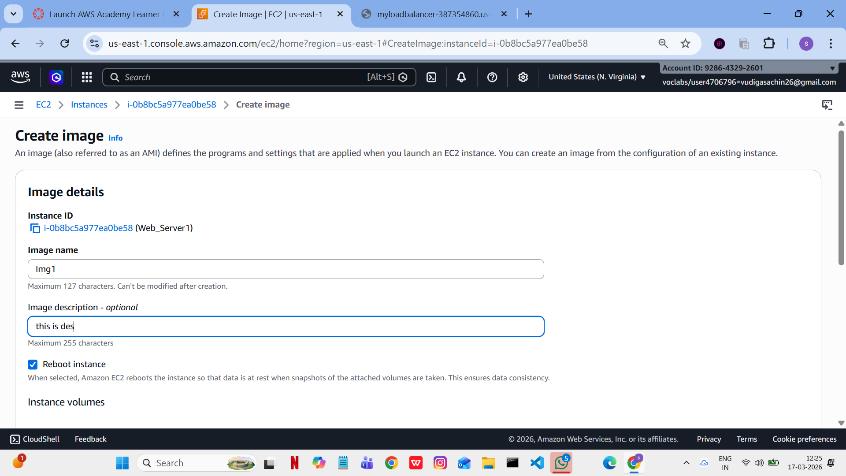 Launch AWS Academy Learner
Create Image | EC2 | us-east-1
myloadbalancer-387354860.us
us-east-1.console.aws.amazon.com/ec2/home?region=us-east-1#CreateImage:instanceId=i-0b8bc5a977ea0be58
S
aws
Search
[Alt+S]
United States (N. Virginia)
Account ID: 9286-4329-2601
voclabs/user4706796=vudigasachin26@gmail.com
EC2
Instances
i-0b8bc5a977ea0be58
Create image
Create image Info
An image (also referred to as an AMI) defines the programs and settings that are applied when you launch an EC2 instance. You can create an image from the configuration of an existing instance.
Image details
Instance ID
i-0b8bc5a977ea0be58 (Web_Server1)
Image name
Img1
Maximum 127 characters. Can't be modified after creation.
Image description - optional
this is des
Maximum 255 characters
Reboot instance
When selected, Amazon EC2 reboots the instance so that data is at rest when snapshots of the attached volumes are taken. This ensures data consistency.
Instance volumes
CloudShell
Feedback
© 2026, Amazon Web Services, Inc. or its affiliates.
Privacy
Terms
Cookie preferences
1
Search
5
ENG
IN
12:25
17-03-2026